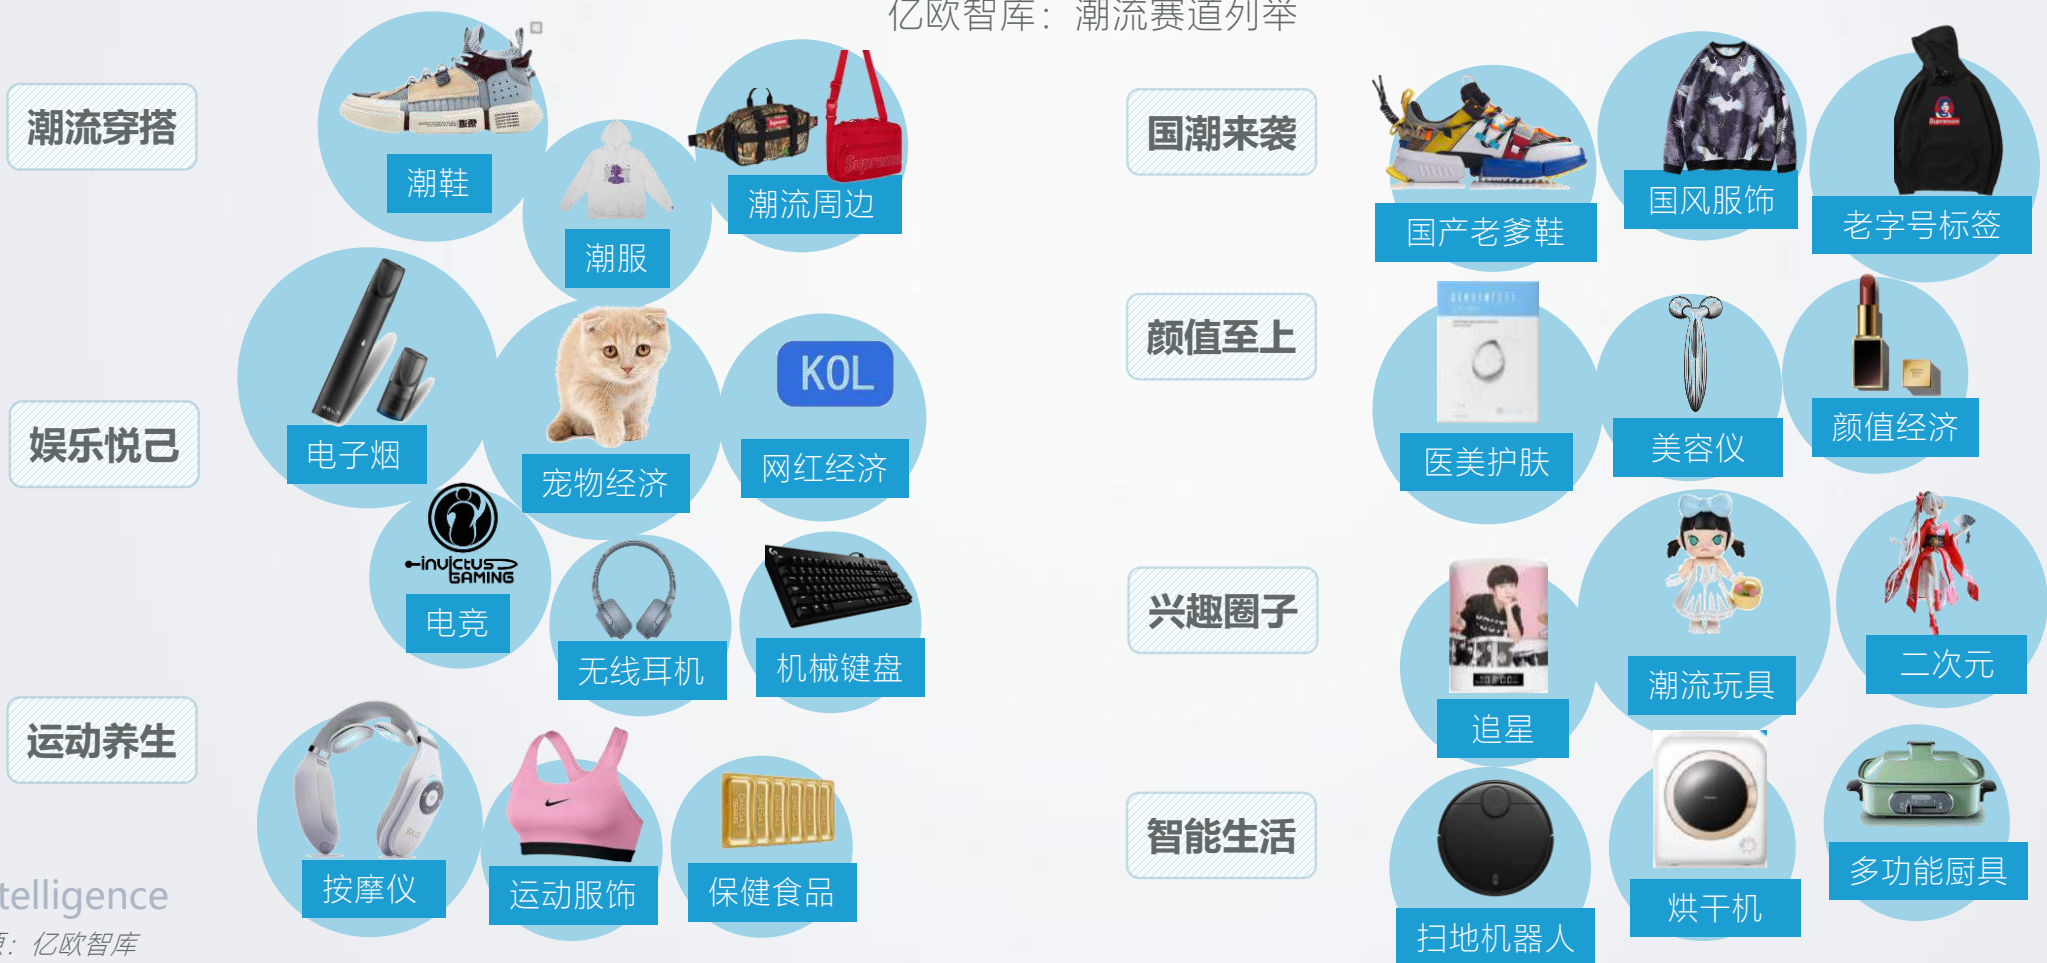 亿欧智库：潮流赛道列举
潮流穿搭
潮鞋
潮服
Supreme
Supreme
潮流周边
娱乐悦己
电子烟
宠物经济
KOL
网红经济
invictus
GAMING
电竞
无线耳机
机械键盘
运动养生
按摩仪
运动服饰
保健食品
国潮来袭
国产老爹鞋
国风服饰
Supreme
老字号标签
颜值至上
医美护肤
美容仪
颜值经济
兴趣圈子
追星
潮流玩具
二次元
智能生活
扫地机器人
烘干机
多功能厨具
telligence
源：亿欧智库